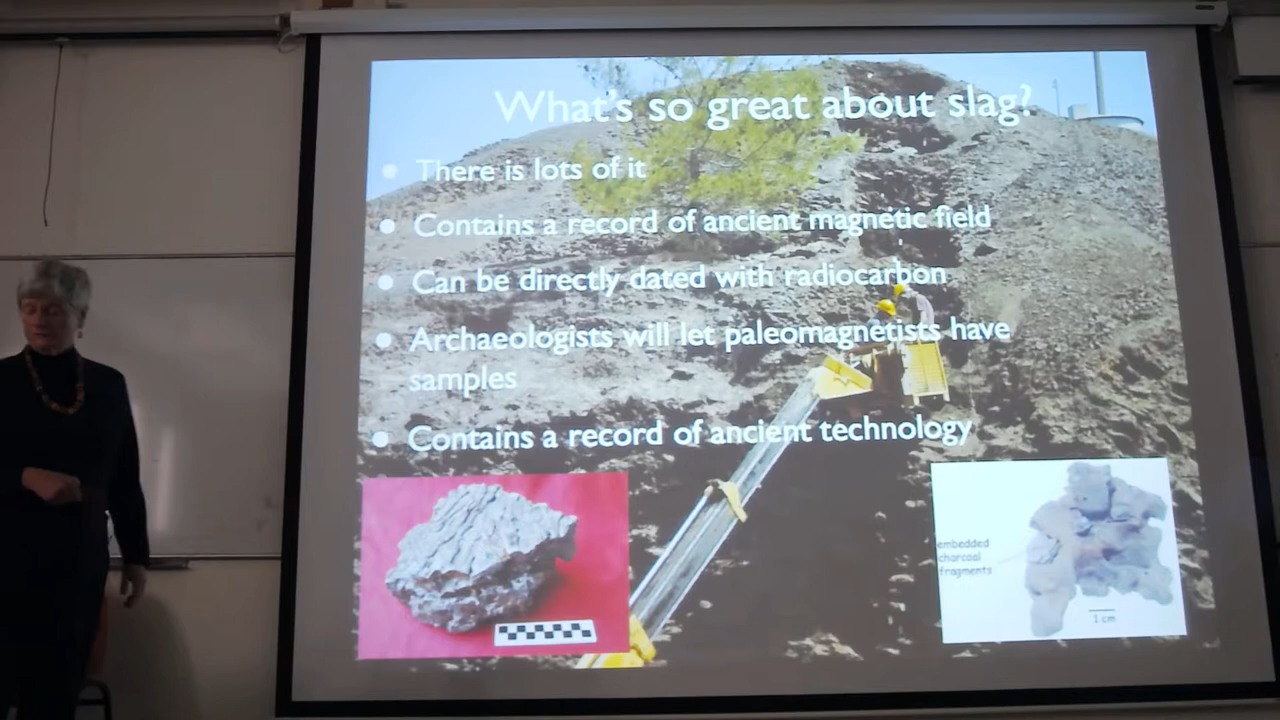 What's so great about slag?
• There is lots of it
• Contains a record of ancient magnetic field
• Can be directly dated with radiocarbon
• Archaeologists will let paleomagnetists have
samples
• Contains a record of ancient technology
embedded
charcoal
fragments
1 cm